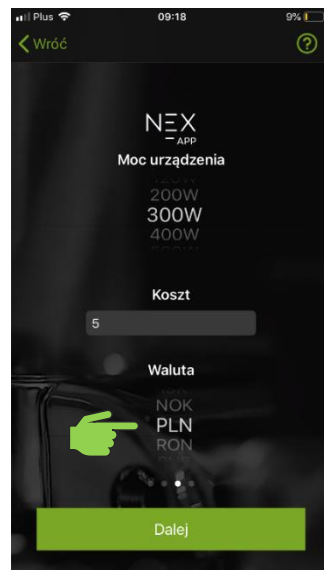 Plus 09:18 9%
Wróć ?
NEX
APP
Moc urządzenia
200W
300W
400W
Koszt
5
Waluta
NOK
PLN
RON
Dalej